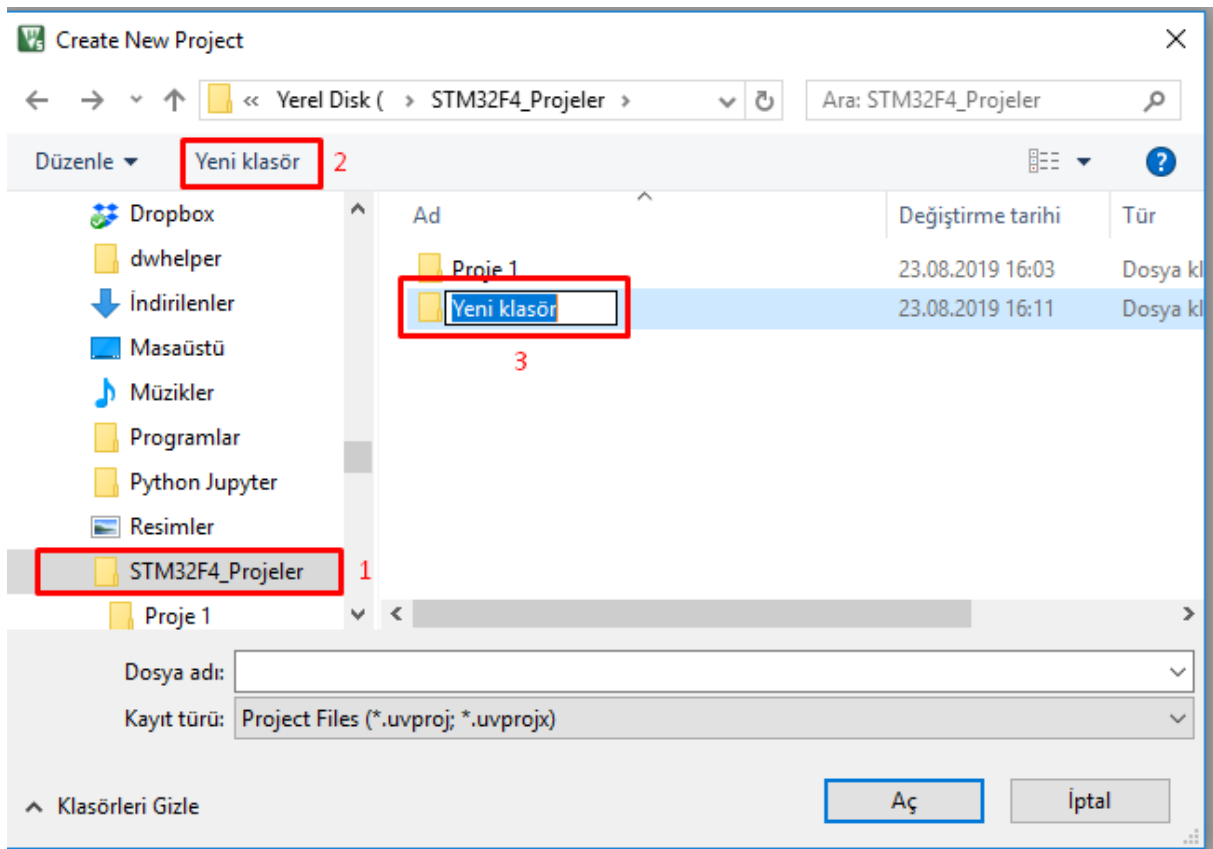 Create New Project
« Yerel Disk ( > STM32F4_Projeler >
Ara: STM32F4_Projeler
Düzenle
Yeni klasör
2
Dropbox
dwhelper
İndirilenler
Masaüstü
Müzikler
Programlar
Python Jupyter
Resimler
STM32F4_Projeler
1
Proje 1
Ad Değiştirme tarihi Tür
Proje 1 23.08.2019 16:03 Dosya kl
Yeni klasör 23.08.2019 16:11 Dosya kl
3
Dosya adı:
Kayıt türü: Project Files (*.uvproj; *.uvprojx)
Klasörleri Gizle
Aç
İptal